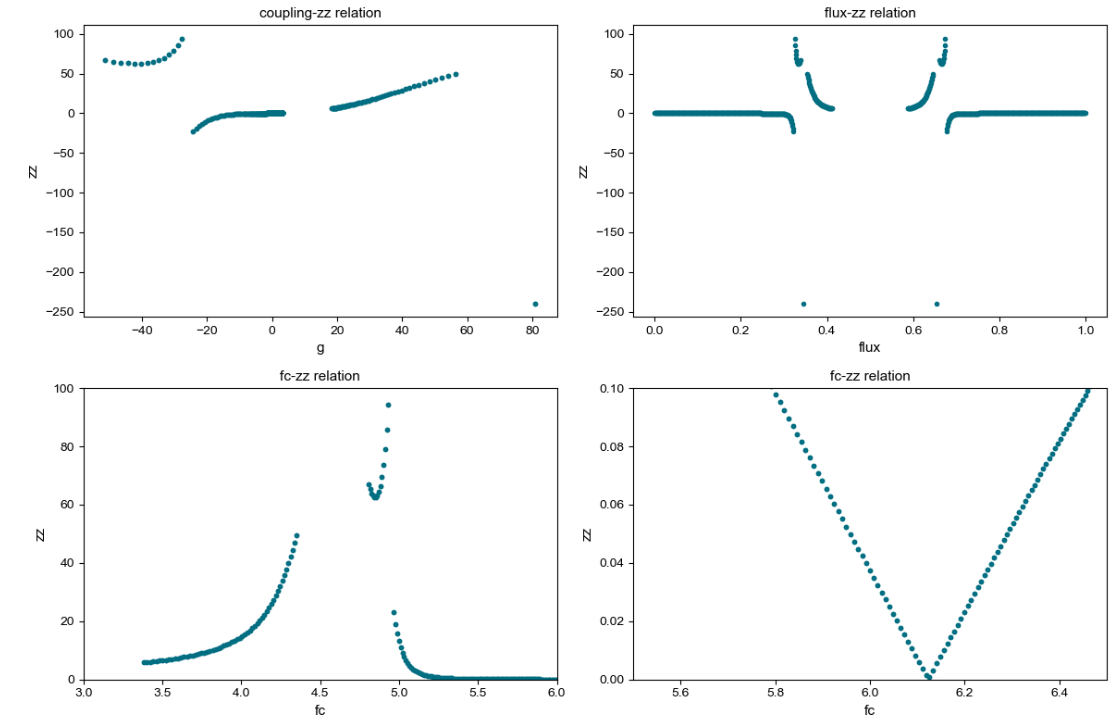 coupling-zz relation
100
50
0
−50
−100
−150
−200
−250
zz
−40 −20 0 20 40 60 80
g
flux-zz relation
100
50
0
−50
−100
−150
−200
−250
zz
0.0 0.2 0.4 0.6 0.8 1.0
flux
fc-zz relation
100
80
60
40
20
0
zz
3.0 3.5 4.0 4.5 5.0 5.5 6.0
fc
fc-zz relation
0.10
0.08
0.06
0.04
0.02
0.00
zz
5.6 5.8 6.0 6.2 6.4
fc